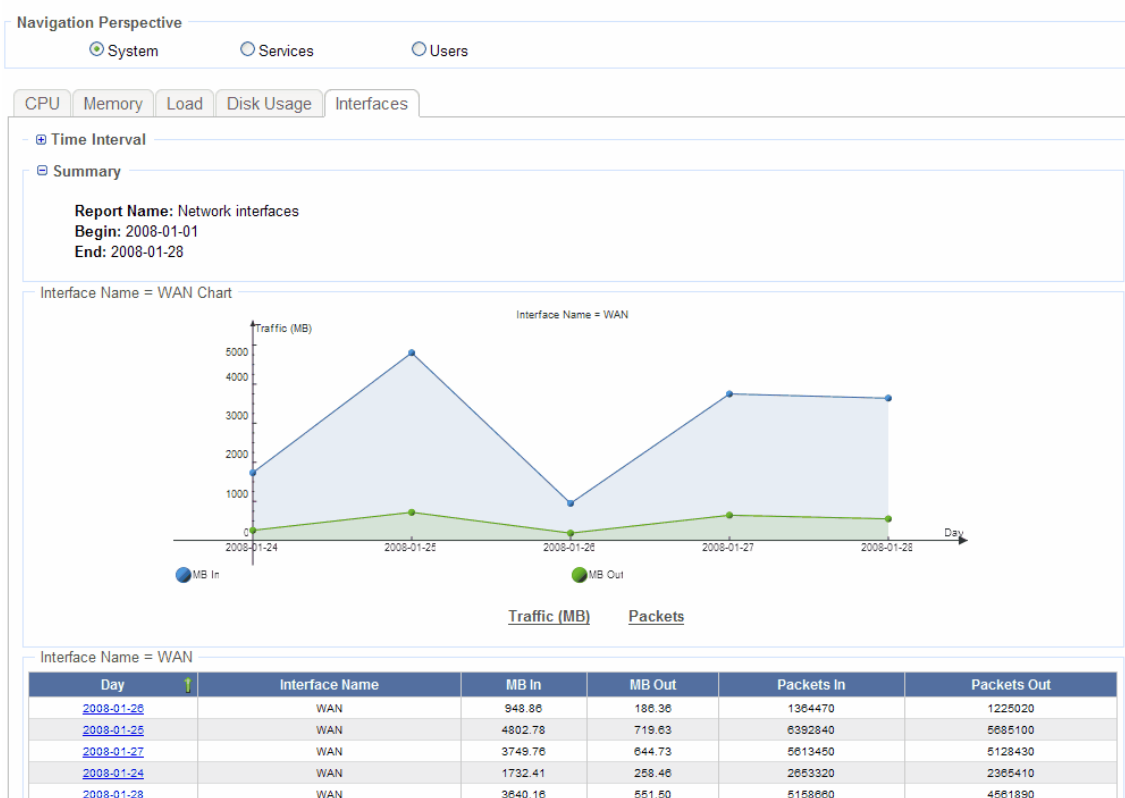 Navigation Perspective
System Services Users
CPU Memory Load Disk Usage Interfaces
Time Interval
Summary
Report Name: Network interfaces
Begin: 2008-01-01
End: 2008-01-28
Interface Name = WAN Chart
Interface Name = WAN
Traffic (MB)
5000
4000
3000
2000
1000
0
Day
2008-01-24 2008-01-25 2008-01-26 2008-01-27 2008-01-28
MB In MB Out
Traffic (MB) Packets
Interface Name = WAN
Day Interface Name MB In MB Out Packets In Packets Out
2008-01-26 WAN 948.86 186.36 1364470 1225020
2008-01-25 WAN 4802.78 719.63 6392840 5685100
2008-01-27 WAN 3749.76 644.73 5613450 5128430
2008-01-24 WAN 1732.41 258.46 2653320 2365410
2008-01-28 WAN 3640.16 551.50 5158660 4561890